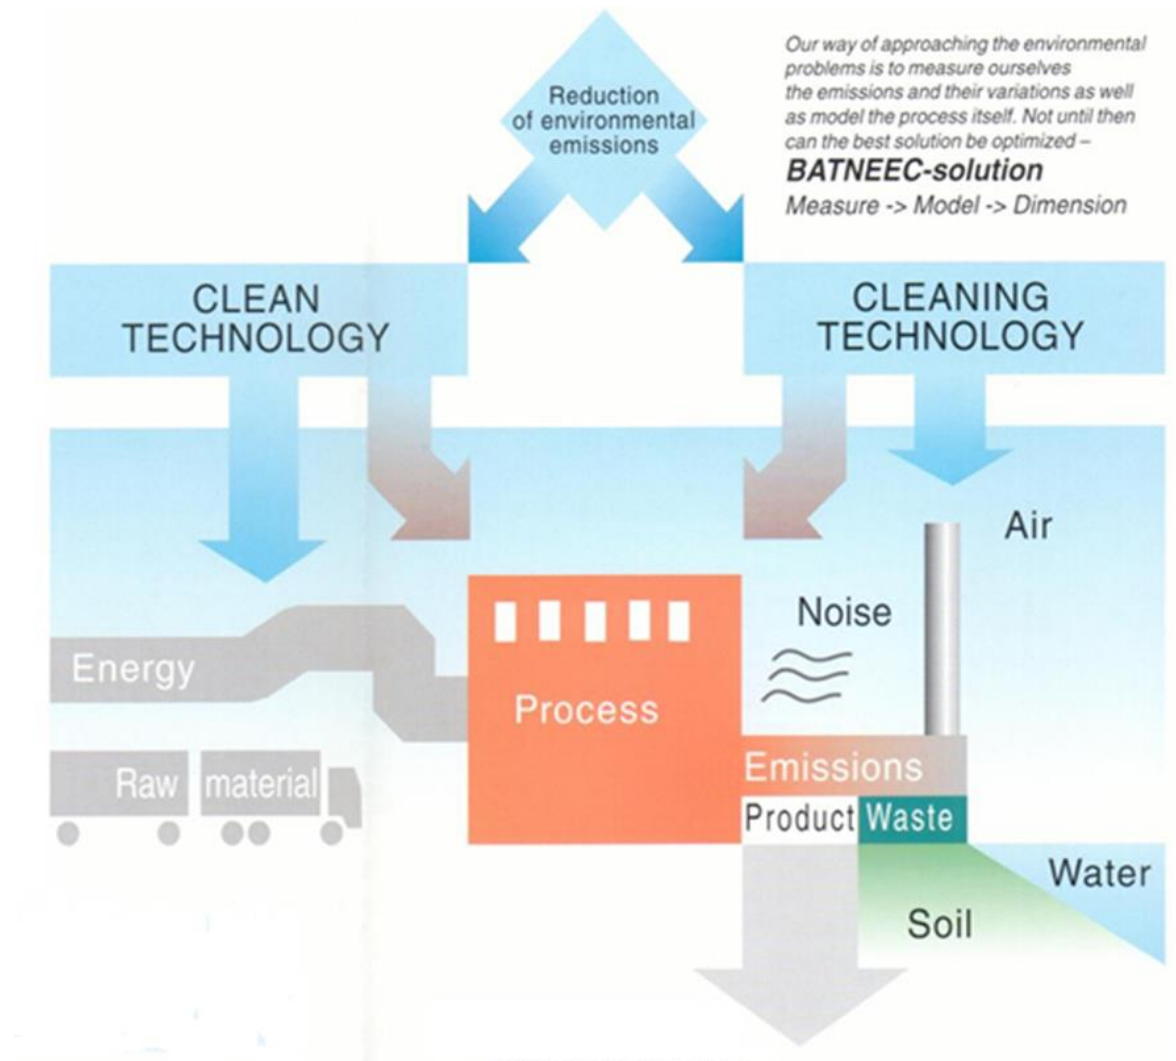 Reduction
of environmental
emissions
Our way of approaching the environmental
problems is to measure ourselves
the emissions and their variations as well
as model the process itself. Not until then
can the best solution be optimized –
BATNEEC-solution
Measure -> Model -> Dimension
CLEAN
TECHNOLOGY
CLEANING
TECHNOLOGY
Air
Noise
Energy
Process
Raw material
Emissions
Product Waste
Water
Soil